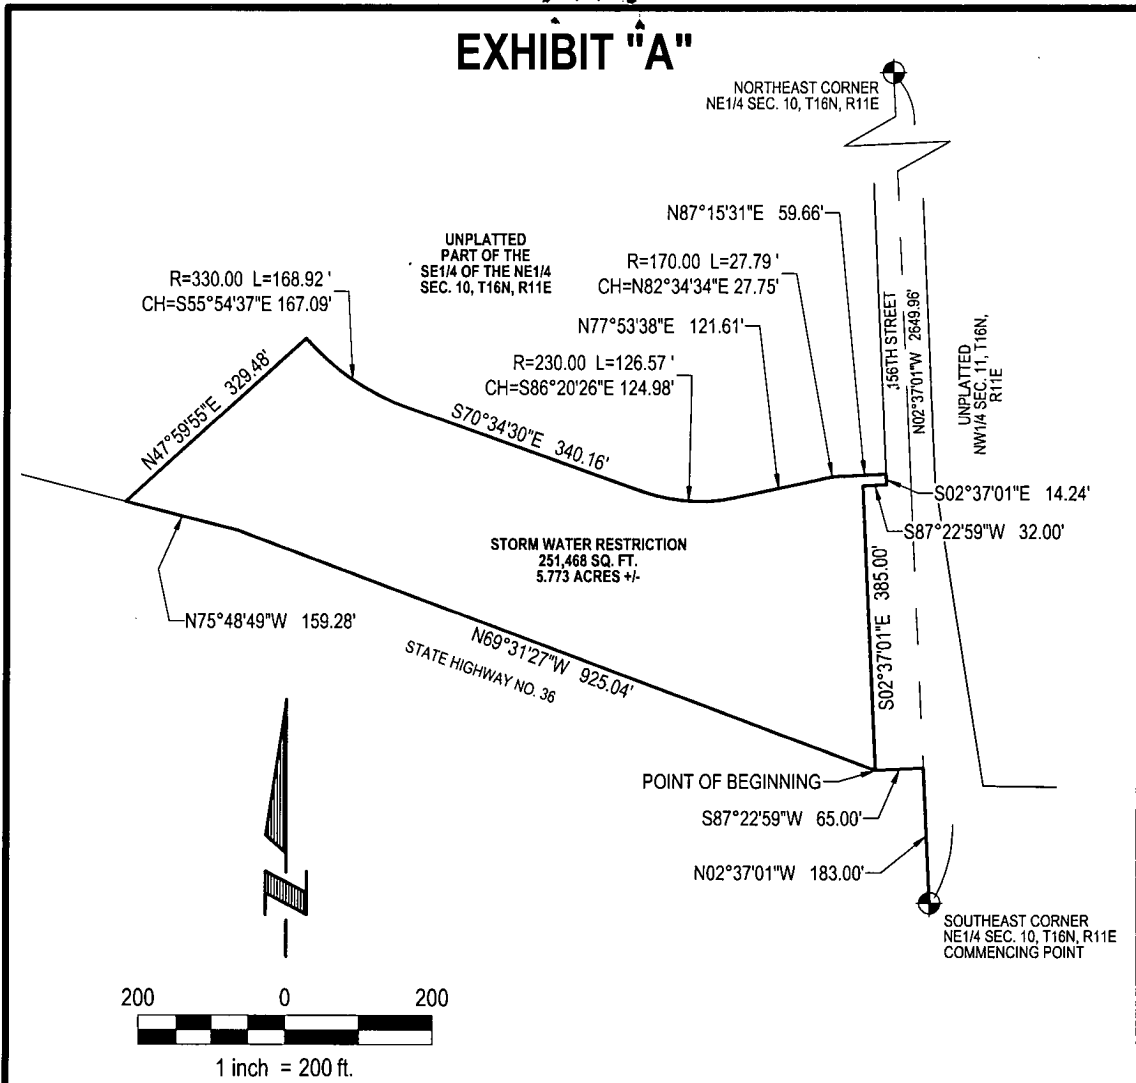 EXHIBIT "A"
NORTHEAST CORNER
NE1/4 SEC. 10, T16N, R11E
N87°15'31"E 59.66'
UNPLATTED
PART OF THE
SE1/4 OF THE NE1/4
SEC. 10, T16N, R11E
R=170.00 L=27.79 '
CH=N82°34'34"E 27.75'
R=330.00 L=168.92 '
CH=S55°54'37"E 167.09'
N77°53'38"E 121.61'
R=230.00 L=126.57 '
CH=S86°20'26"E 124.98'
156TH STREET
N02°37'01"W 2649.96'
UNPLATTED
NW1/4 SEC. 11, T16N,
R11E
N47°59'55"E 329.48'
S70°34'30"E 340.16'
S02°37'01"E 14.24'
S87°22'59"W 32.00'
STORM WATER RESTRICTION
251,468 SQ. FT.
5.773 ACRES +/-
S02°37'01"E 385.00'
N75°48'49"W 159.28'
N69°31'27"W 925.04'
STATE HIGHWAY NO. 36
POINT OF BEGINNING
S87°22'59"W 65.00'
N02°37'01"W 183.00'
SOUTHEAST CORNER
NE1/4 SEC. 10, T16N, R11E
COMMENCING POINT
200 0 200
1 inch = 200 ft.